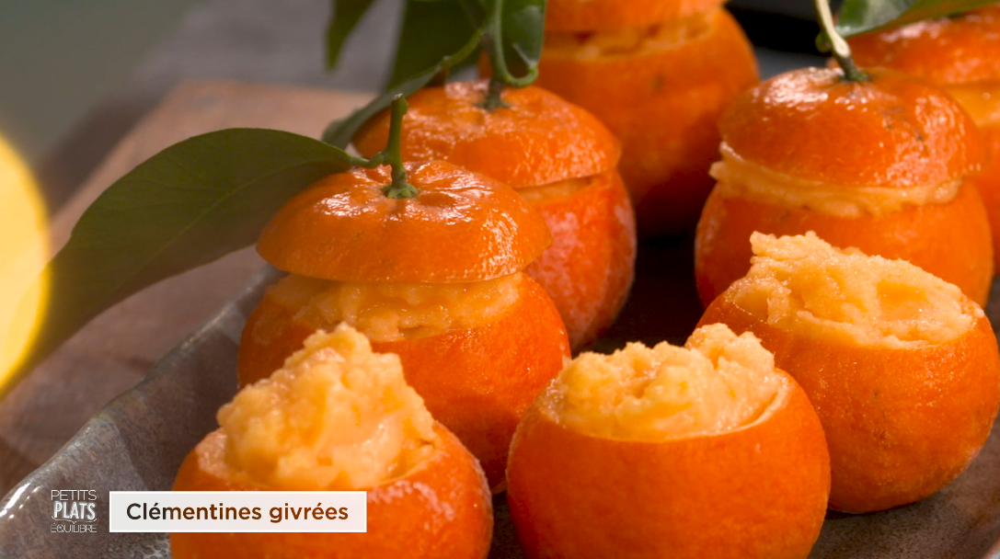 PETITS
PLATS
ÉQUILIBRE
Clémentines givrées